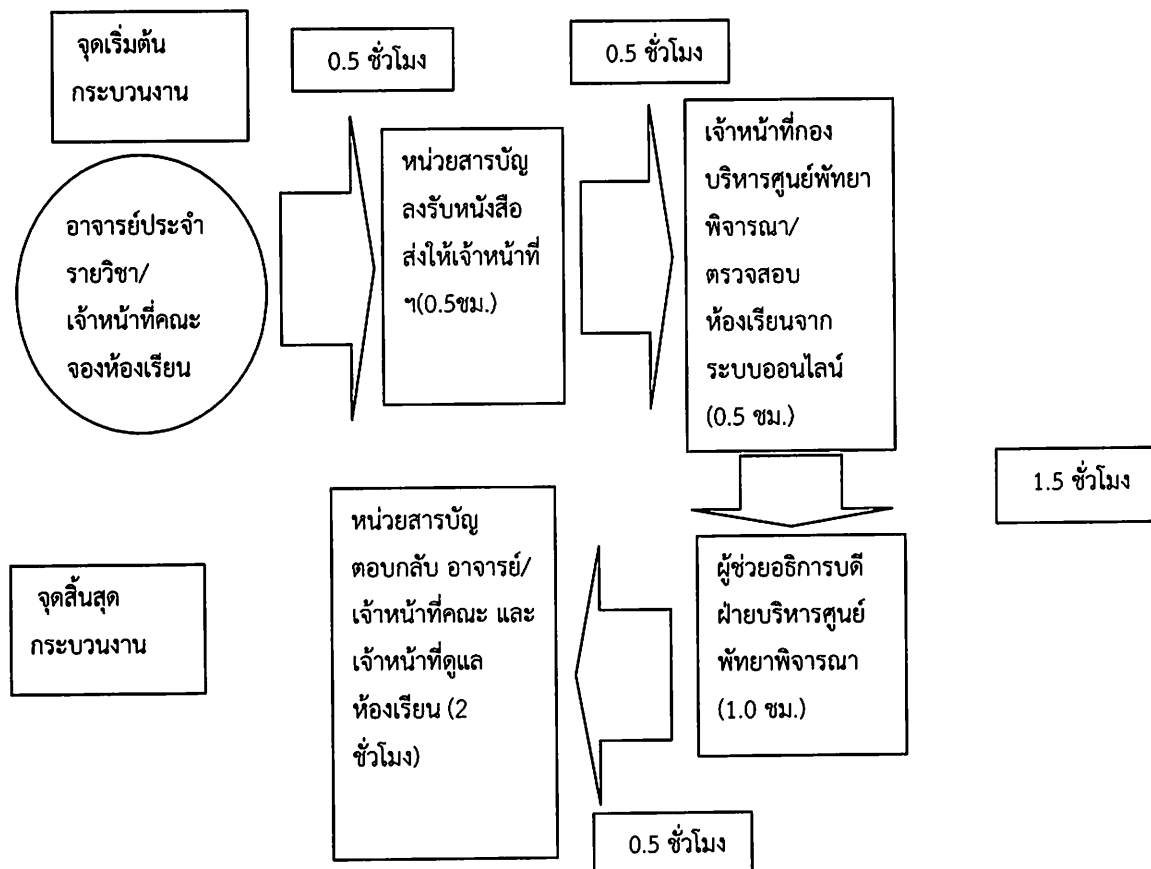 จุดเริ่มต้น
กระบวนงาน
0.5 ชั่วโมง
0.5 ชั่วโมง
อาจารย์ประจำ
รายวิชา/
เจ้าหน้าที่คณะ
จองห้องเรียน
หน่วยสารบัญ
ลงรับหนังสือ
ส่งให้เจ้าหน้าที่
ฯ(0.5ชม.)
เจ้าหน้าที่กอง
บริหารศูนย์พัทยา
พิจารณา/
ตรวจสอบ
ห้องเรียนจาก
ระบบออนไลน์
(0.5 ชม.)
1.5 ชั่วโมง
ผู้ช่วยอธิการบดี
ฝ่ายบริหารศูนย์
พัทยาพิจารณา
(1.0 ชม.)
0.5 ชั่วโมง
หน่วยสารบัญ
ตอบกลับ อาจารย์/
เจ้าหน้าที่คณะ และ
เจ้าหน้าที่ดูแล
ห้องเรียน (2
ชั่วโมง)
จุดสิ้นสุด
กระบวนงาน